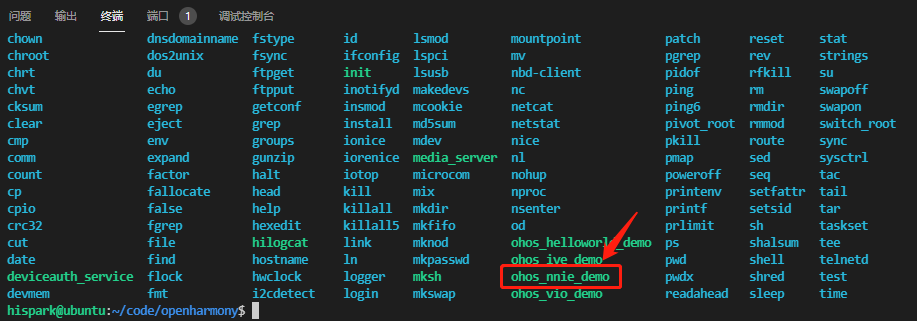 问题 输出 终端 端口 1 调试控制台
chown dnsdomainname fstype id lsmod mountpoint patch reset stat
chroot dos2unix fsync ifconfig lspci mv pgrep rev strings
chrt du ftpget init lsusb nbd-client pidof rfkill su
chvt echo ftpput inotifyd makedevs nc ping rm swapoff
cksum egrep getconf insmod mcookie netcat ping6 rmdir swapon
clear eject grep install md5sum netstat pivot_root rmmod switch_root
cmp env groups ionice mdev nice pkill route sync
comm expand gunzip iorenice media_server nl pmap sed sysctl
count factor halt iotop microcom nohup poweroff seq tac
cp fallocate head kill mix nproc printenv setfattr tail
cpio false help killall mkdir nsenter printf setsid tar
crc32 fgrep hexedit killall5 mkfifo od prlimit sh taskset
cut file hilogcat link mknod ohos_helloworld_demo ps sha1sum tee
date find hostname ln mkpasswd ohos_ive_demo pwd shell telnetd
deviceauth_service flock hwclock logger mksh ohos_nnie_demo pwdx shred test
devmem fmt i2cdetect login mkswap ohos_vio_demo readahead sleep time
hispark@ubuntu:~/code/openharmony$